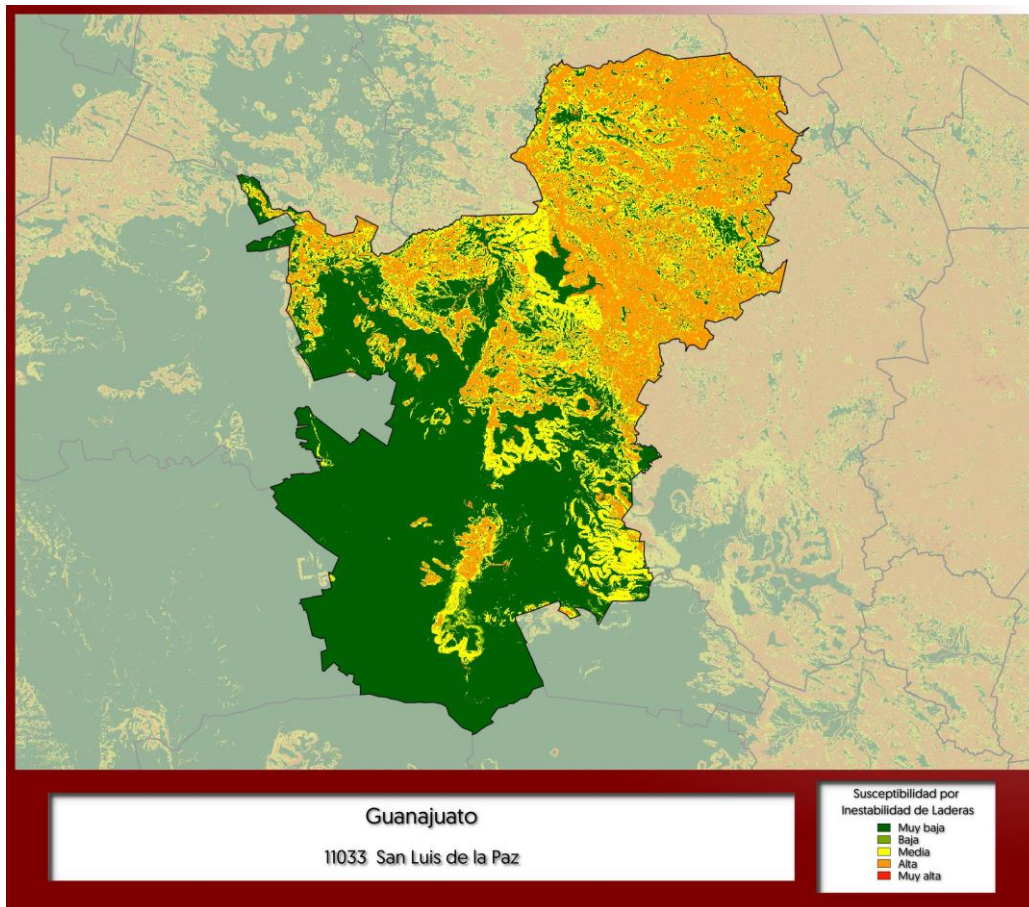 Guanajuato
11033 San Luis de la Paz
Susceptibilidad por
Inestabilidad de Laderas
Muy baja
Baja
Media
Alta
Muy alta